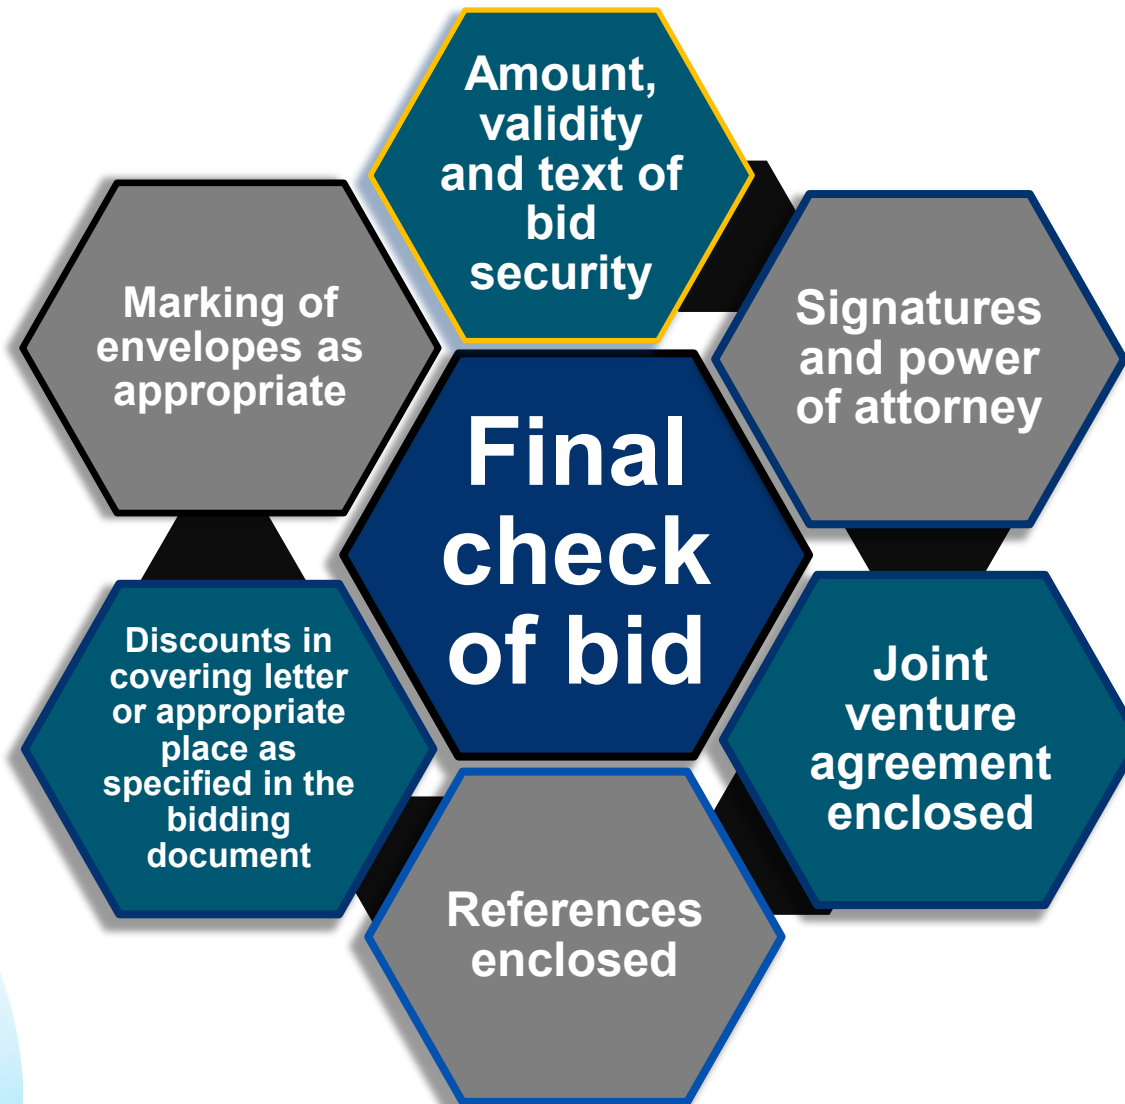 Amount,
validity
and text of
bid
security
Signatures
and power
of attorney
Joint
venture
agreement
enclosed
References
enclosed
Discounts in
covering letter
or appropriate
place as
specified in the
bidding
document
Marking of
envelopes as
appropriate
Final
check
of bid